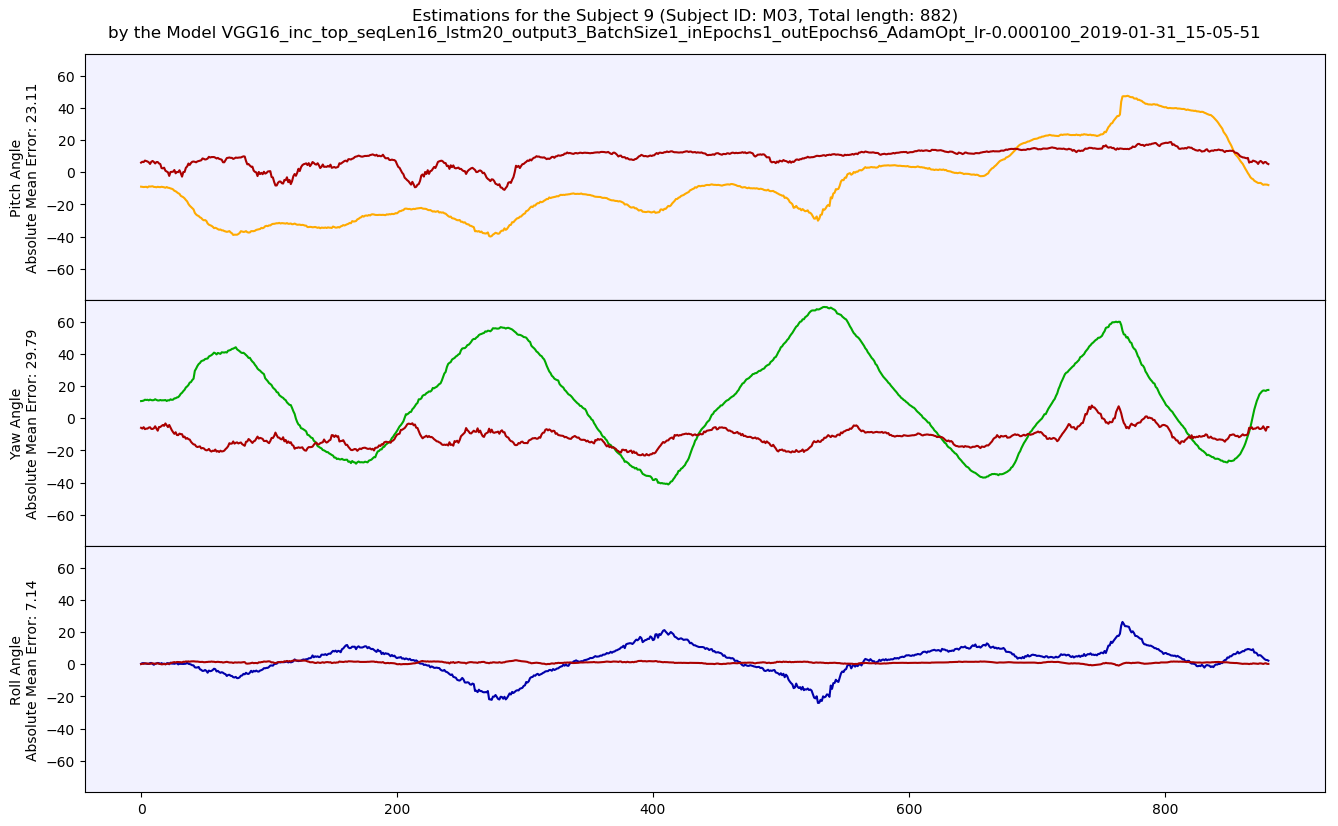 Estimations for the Subject 9 (Subject ID: M03, Total length: 882)
by the Model VGG16_inc_top_seqLen16_lstm20_output3_BatchSize1_inEpochs1_outEpochs6_AdamOpt_lr-0.000100_2019-01-31_15-05-51
Pitch Angle
Absolute Mean Error: 23.11
60
40
20
0
−20
−40
−60
Yaw Angle
Absolute Mean Error: 29.79
60
40
20
0
−20
−40
−60
Roll Angle
Absolute Mean Error: 7.14
60
40
20
0
−20
−40
−60
0 200 400 600 800